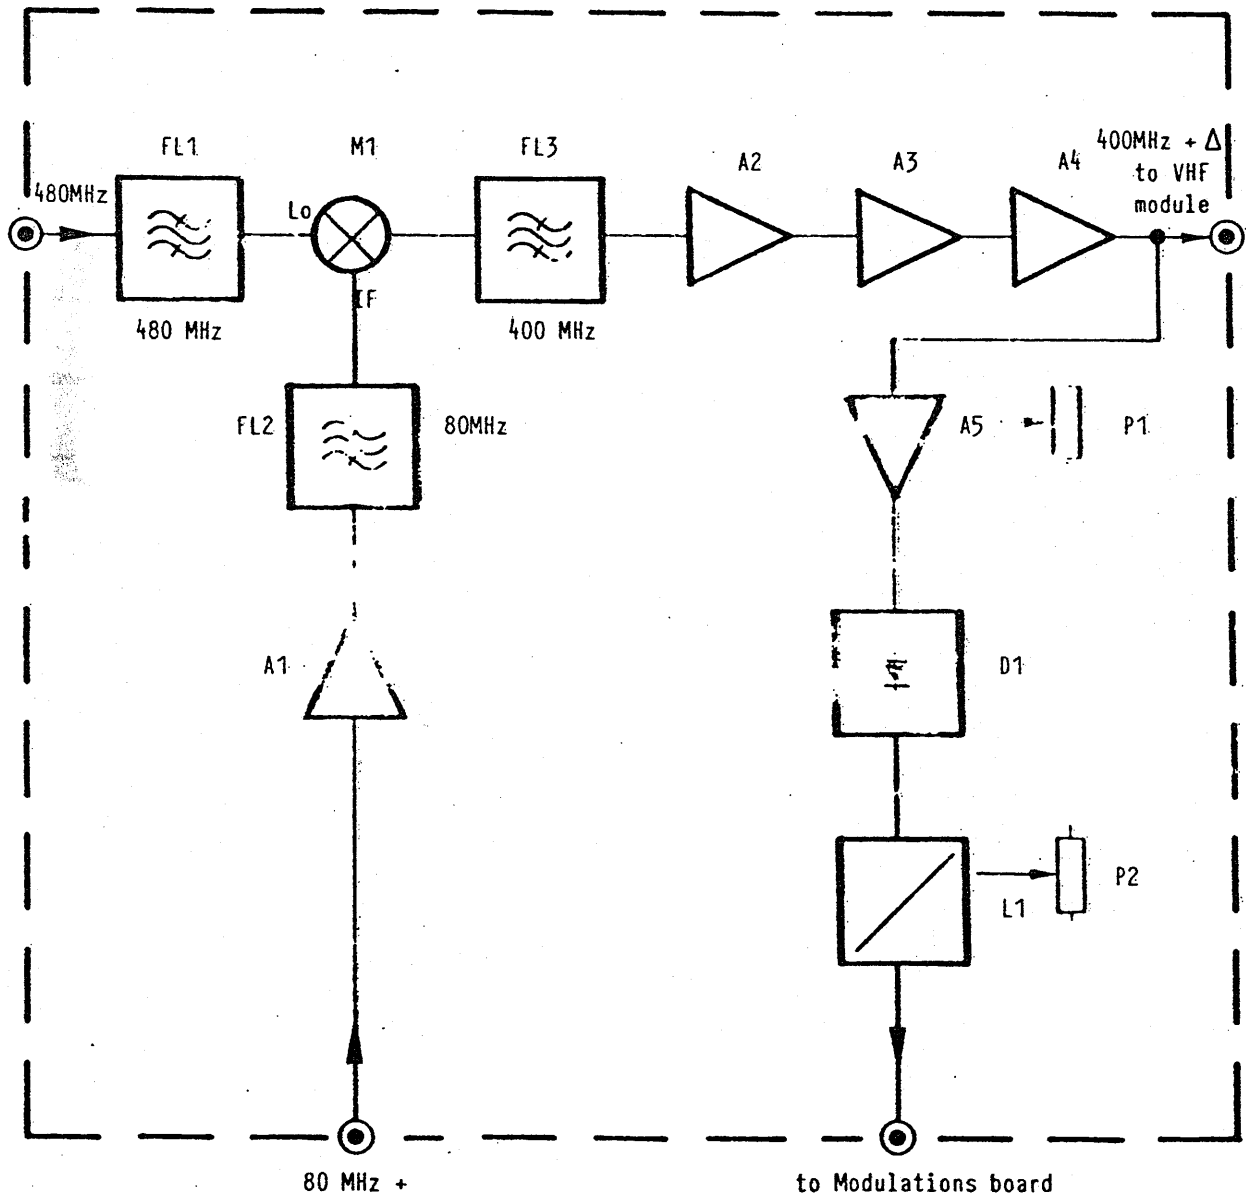 FL1
M1
FL3
A2
A3
A4
400MHz + Δ
to VHF
module
480MHz
Lo
IF
480 MHz
400 MHz
FL2
80MHz
A5
P1
A1
D1
P2
L1
80 MHz +
to Modulations board